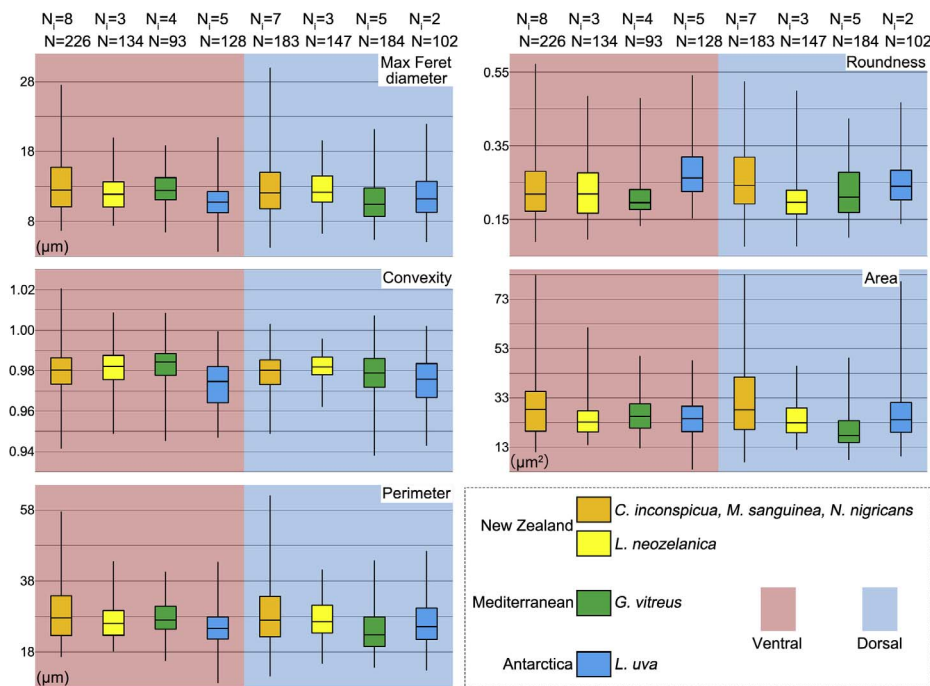 Nᵢ=8 Nᵢ=3 Nᵢ=4 Nᵢ=5 Nᵢ=7 Nᵢ=3 Nᵢ=5 Nᵢ=2
N=226 N=134 N=93 N=128 N=183 N=147 N=184 N=102
Max Feret
diameter
28
18
8
(µm)
Convexity
1.02
1.00
0.98
0.96
0.94
Perimeter
58
38
18
(µm)
Nᵢ=8 Nᵢ=3 Nᵢ=4 Nᵢ=5 Nᵢ=7 Nᵢ=3 Nᵢ=5 Nᵢ=2
N=226 N=134 N=93 N=128 N=183 N=147 N=184 N=102
Roundness
0.55
0.35
0.15
Area
73
53
33
13
(µm²)
New Zealand
C. inconspicua, M. sanguinea, N. nigricans
L. neozelanica
Mediterranean
G. vitreus
Antarctica
L. uva
Ventral
Dorsal